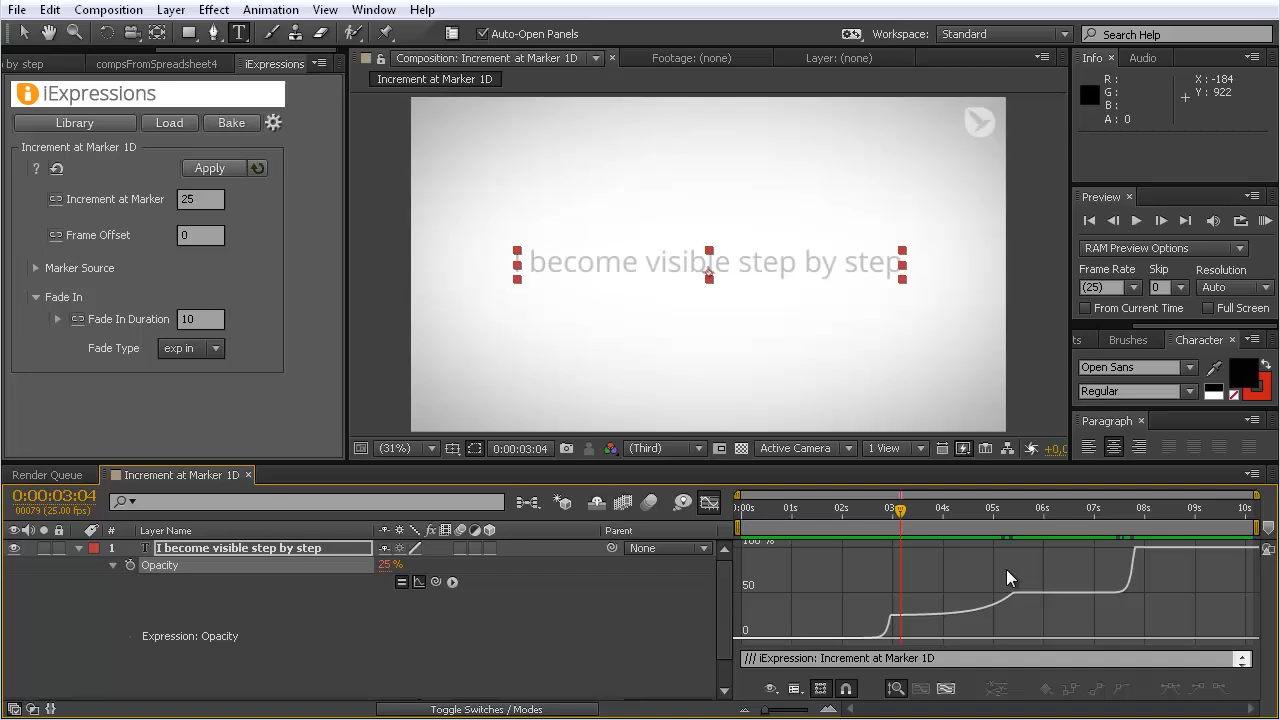 File Edit Composition Layer Effect Animation View Window Help
Auto-Open Panels Workspace: Standard Search Help
by step compsFromSpreadsheet4 iExpressions
iExpressions
Library Load Bake
Increment at Marker 1D
? Apply
Increment at Marker 25
Frame Offset 0
Marker Source
Fade In
Fade In Duration 10
Fade Type exp in
Composition: Increment at Marker 1D Footage: (none) Layer: (none)
Increment at Marker 1D
I become visible step by step
(31%) 0:00:03:04 (Third) Active Camera 1 View +0,0
Info Audio
R : X : -184
G : Y : 922
B :
A : 0
Preview
RAM Preview Options
Frame Rate Skip Resolution
(25) 0 Auto
From Current Time Full Screen
ts Brushes Character
Open Sans
Regular
Paragraph
Render Queue Increment at Marker 1D
0:00:03:04
00079 (25.00 fps)
# Layer Name fx Parent
1 T I become visible step by step None
Opacity 25 %
Expression: Opacity
Toggle Switches / Modes
0:00s 01s 02s 03s 04s 05s 06s 07s 08s 09s 10s
100 %
50
0
/// iExpression: Increment at Marker 1D